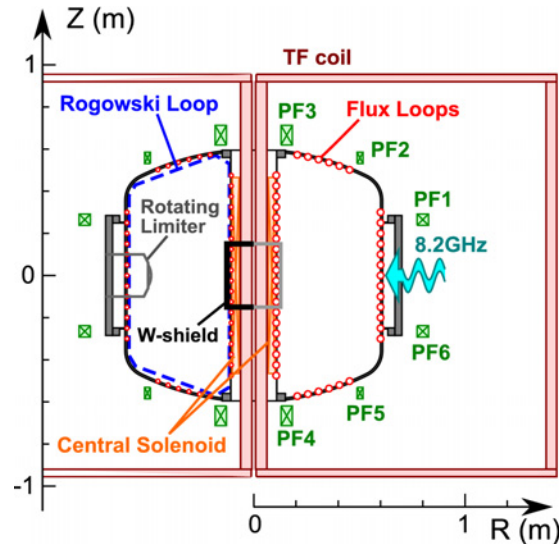 Z (m)
1
TF coil
PF3
Rogowski Loop
Flux Loops
PF2
Rotating
Limiter
PF1
8.2GHz
0
W-shield
PF6
Central Solenoid
PF4
PF5
-1
0
1
R (m)